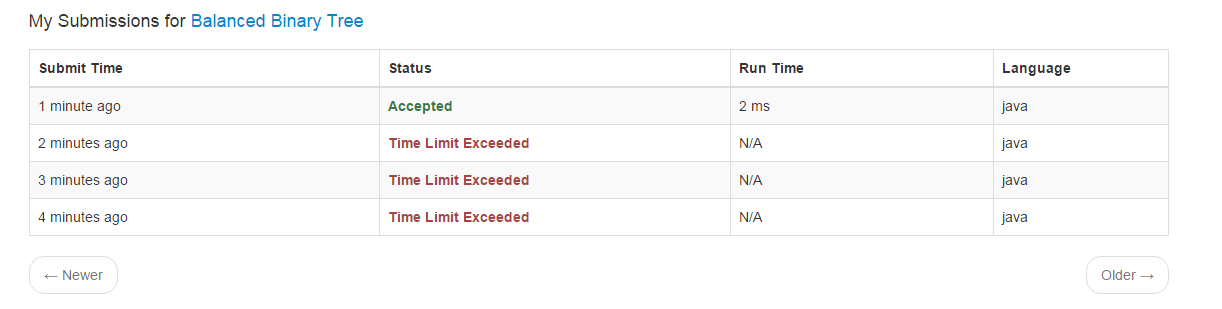 My Submissions for Balanced Binary Tree
Submit Time Status Run Time Language
1 minute ago Accepted 2 ms java
2 minutes ago Time Limit Exceeded N/A java
3 minutes ago Time Limit Exceeded N/A java
4 minutes ago Time Limit Exceeded N/A java
← Newer Older →